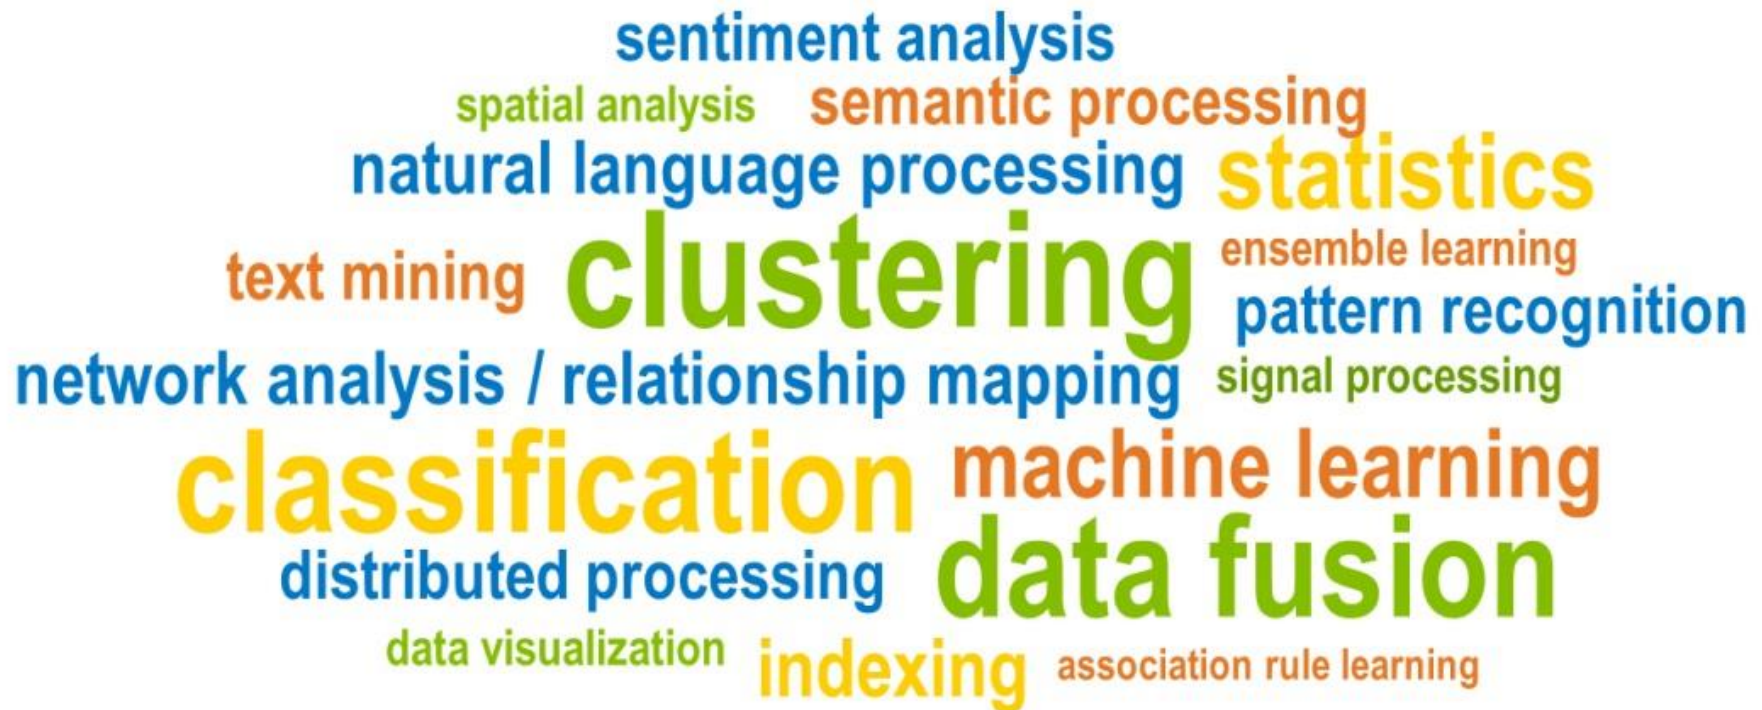 sentiment analysis
spatial analysis
semantic processing
natural language processing
statistics
clustering
ensemble learning
text mining
pattern recognition
network analysis / relationship mapping
signal processing
classification
machine learning
distributed processing
data fusion
data visualization
indexing
association rule learning